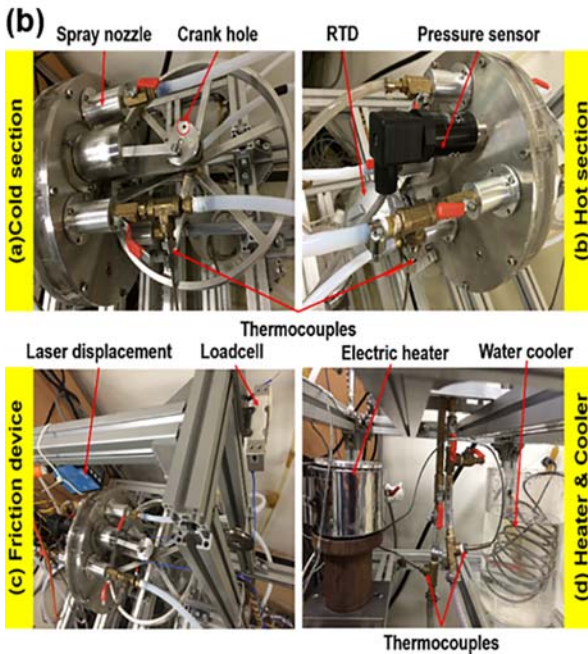 (b)
Spray nozzle Crank hole RTD Pressure sensor
(a)Cold section
(b) Hot section
Thermocouples
Laser displacement Loadcell Electric heater Water cooler
(c) Friction device
(d) Heater & Cooler
Thermocouples